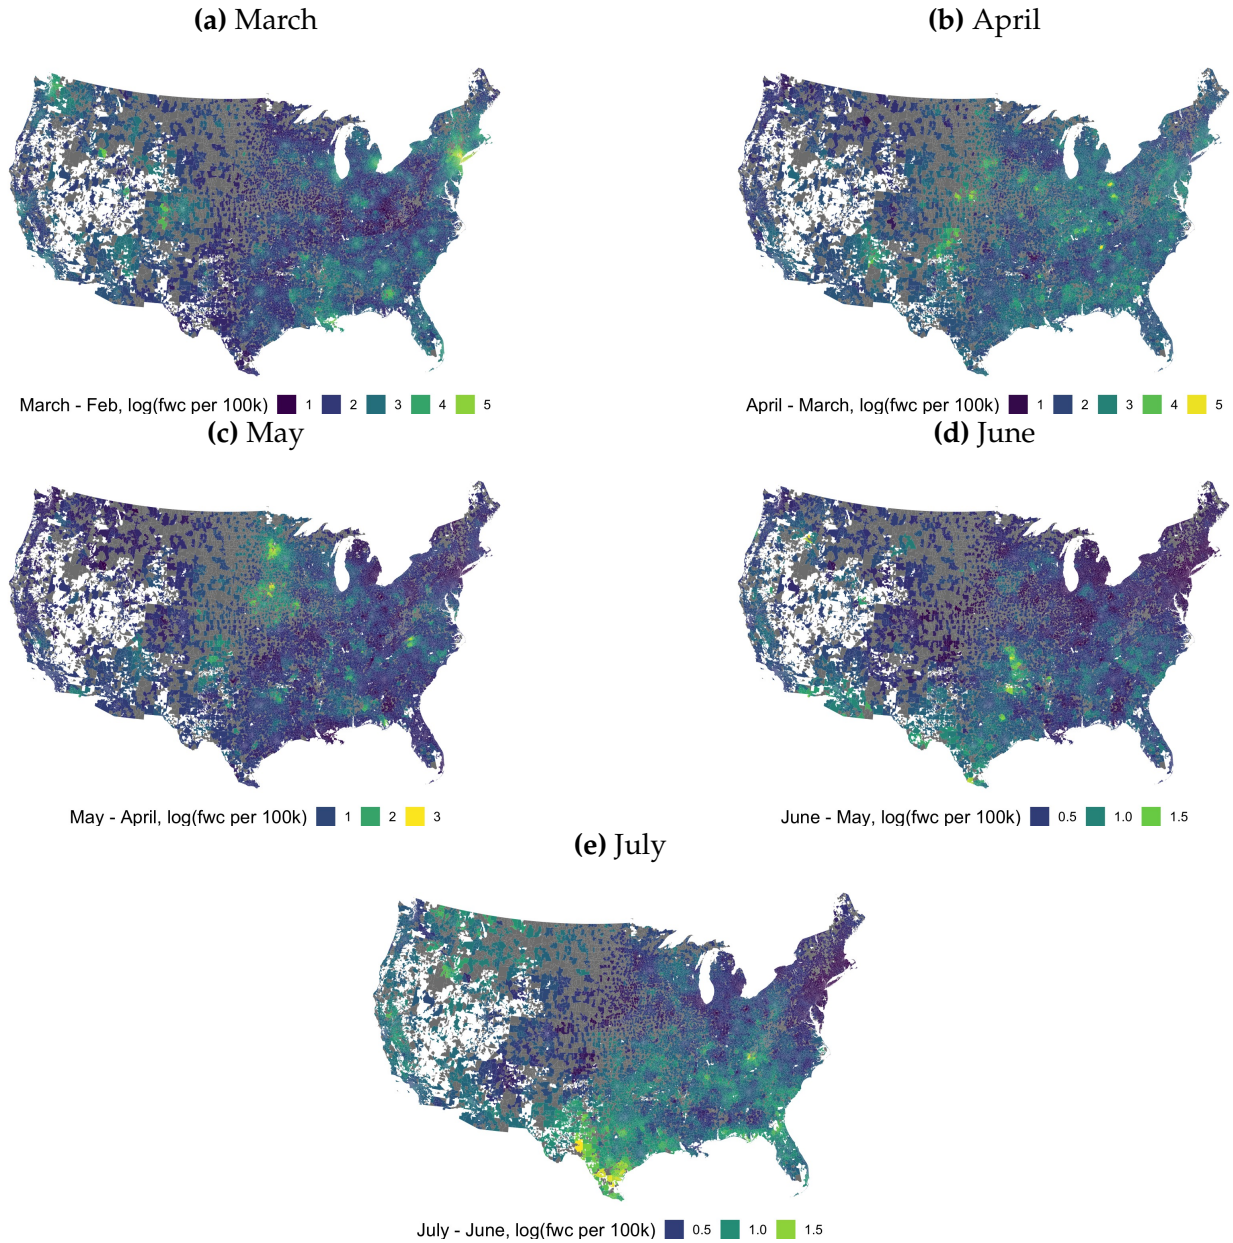 (a) March
(b) April
March - Feb, log(fwc per 100k) 1 2 3 4 5
April - March, log(fwc per 100k) 1 2 3 4 5
(c) May
(d) June
May - April, log(fwc per 100k) 1 2 3
June - May, log(fwc per 100k) 0.5 1.0 1.5
(e) July
July - June, log(fwc per 100k) 0.5 1.0 1.5